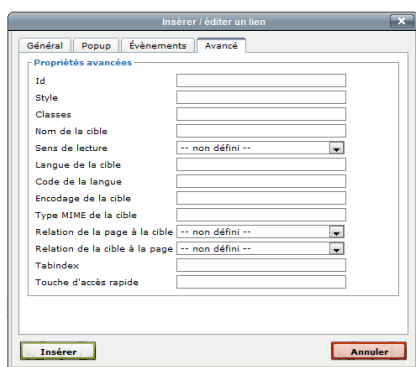 Insérer / éditer un lien
Général Popup Évènements Avancé
Propriétés avancées
Id
Style
Classes
Nom de la cible
Sens de lecture -- non défini --
Langue de la cible
Code de la langue
Encodage de la cible
Type MIME de la cible
Relation de la page à la cible -- non défini --
Relation de la cible à la page -- non défini --
Tabindex
Touche d'accès rapide
Insérer Annuler